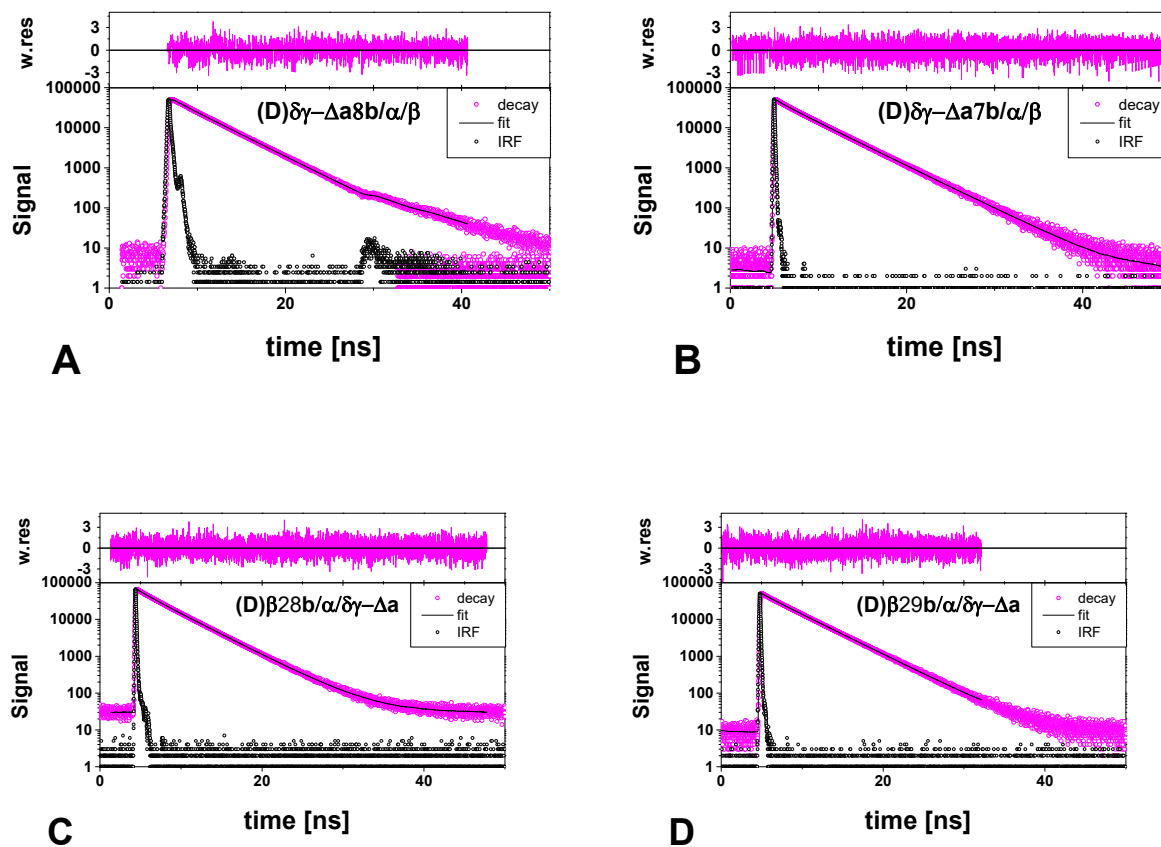 w.res
3
0
-3
100000
10000
1000
100
10
1
Signal
(D)δγ−Δa8b/α/β
decay
fit
IRF
0 20 40
time [ns]
A
w.res
3
0
-3
100000
10000
1000
100
10
1
Signal
(D)δγ−Δa7b/α/β
decay
fit
IRF
0 20 40
time [ns]
B
w.res
3
0
-3
100000
10000
1000
100
10
1
Signal
(D)β28b/α/δγ−Δa
decay
fit
IRF
0 20 40
time [ns]
C
w.res
3
0
-3
100000
10000
1000
100
10
1
Signal
(D)β29b/α/δγ−Δa
decay
fit
IRF
0 20 40
time [ns]
D